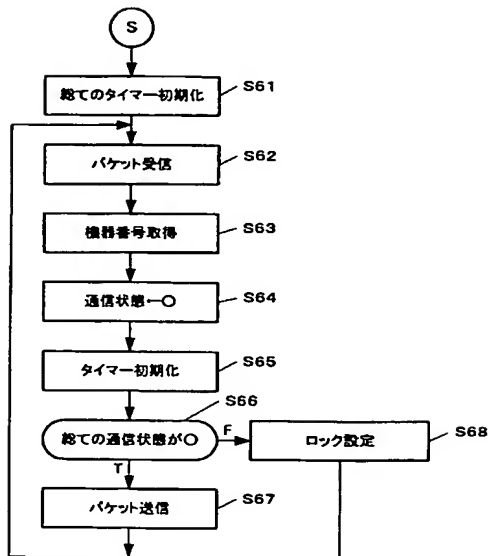 S
総てのタイマー初期化 S61
パケット受信 S62
機器番号取得 S63
通信状態←○ S64
タイマー初期化 S65
S66
総ての通信状態が○ F ロック設定 S68
T
パケット送信 S67